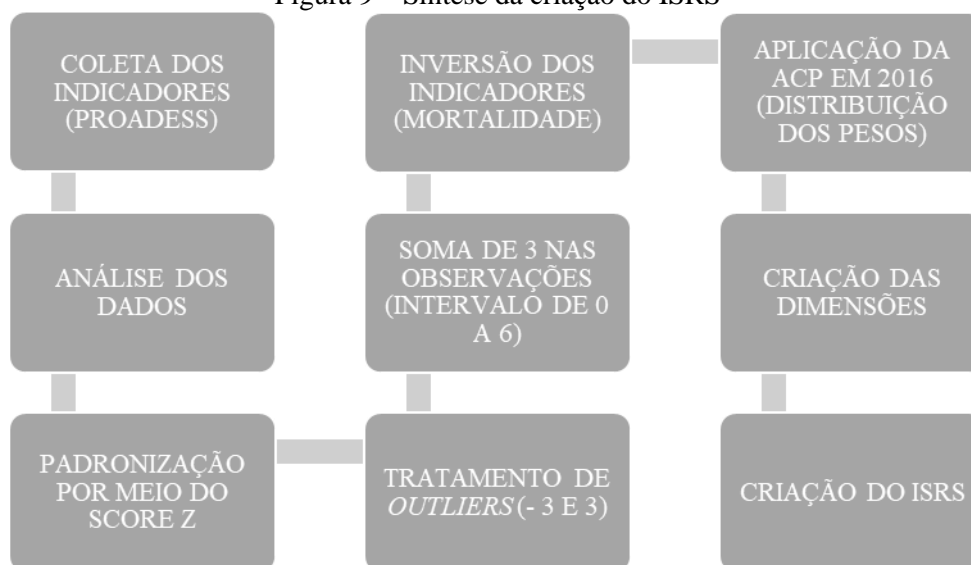 Figura 9 – Síntese da criação do ISRS
COLETA DOS
INDICADORES
(PROADESS)
ANÁLISE DOS
DADOS
PADRONIZAÇÃO
POR MEIO DO
SCORE Z
TRATAMENTO DE
OUTLIERS (- 3 E 3)
SOMA DE 3 NAS
OBSERVAÇÕES
(INTERVALO DE 0
A 6)
INVERSÃO DOS
INDICADORES
(MORTALIDADE)
APLICAÇÃO DA
ACP EM 2016
(DISTRIBUIÇÃO
DOS PESOS)
CRIAÇÃO DAS
DIMENSÕES
CRIAÇÃO DO ISRS